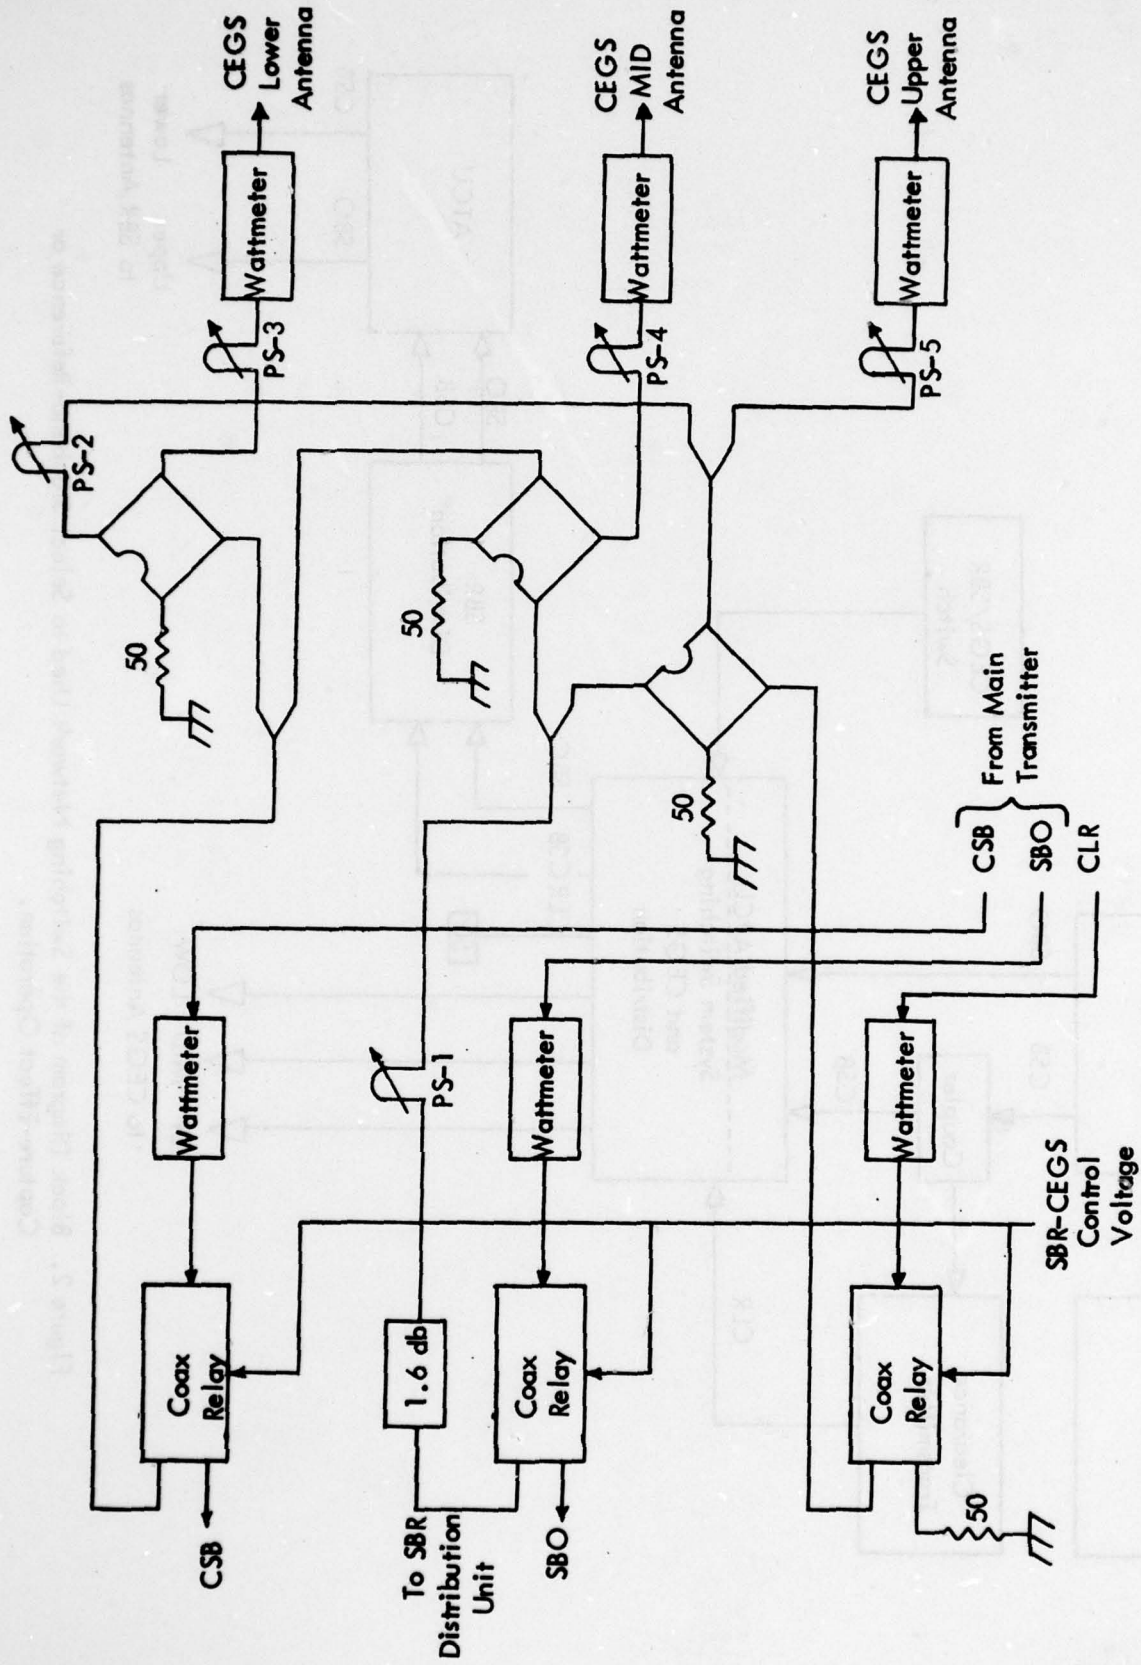 CSB
Coax
Relay
Wattmeter
50
PS-2
PS-3
Wattmeter
CEGS
Lower
Antenna
To SBR
Distribution
Unit
1.6 db
PS-1
50
SBO
Coax
Relay
Wattmeter
PS-4
Wattmeter
CEGS
MID
Antenna
50
Coax
Relay
Wattmeter
PS-5
Wattmeter
CEGS
Upper
Antenna
50
CSB
SBO
From Main
Transmitter
CLR
SBR-CEGS
Control
Voltage